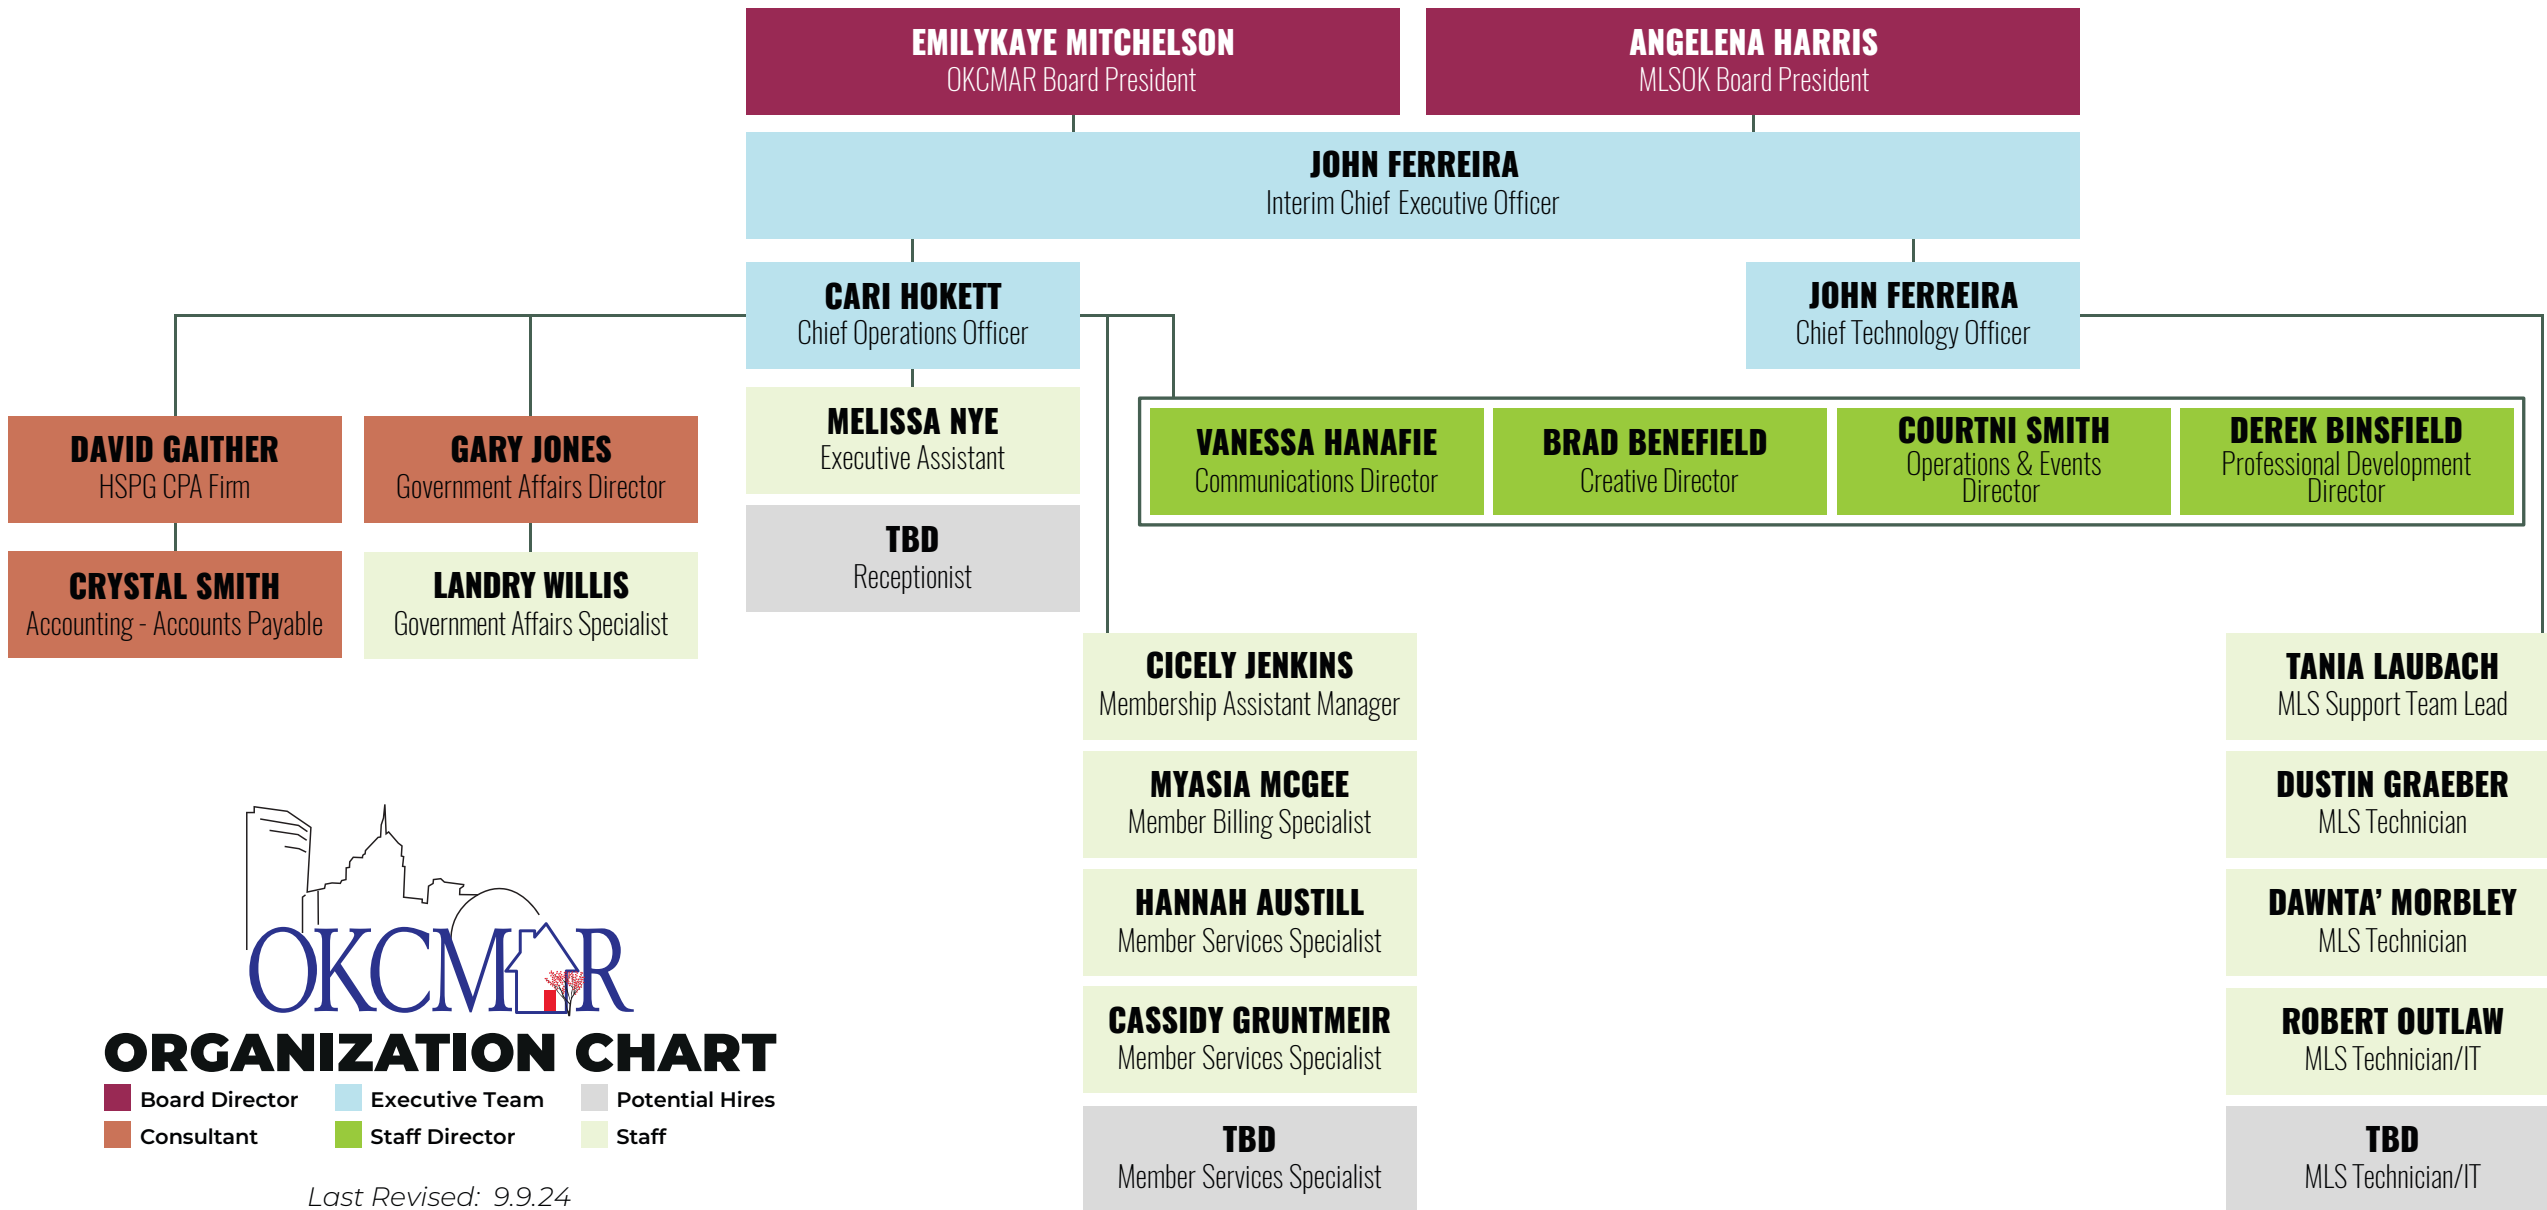 EMILYKAYE MITCHELSON
OKCMAR Board President
ANGELENA HARRIS
MLSOK Board President
JOHN FERREIRA
Interim Chief Executive Officer
CARI HOKETT
Chief Operations Officer
JOHN FERREIRA
Chief Technology Officer
MELISSA NYE
Executive Assistant
TBD
Receptionist
DAVID GAITHER
HSPG CPA Firm
GARY JONES
Government Affairs Director
CRYSTAL SMITH
Accounting - Accounts Payable
LANDRY WILLIS
Government Affairs Specialist
VANESSA HANAFIE
Communications Director
BRAD BENEFIELD
Creative Director
COURTNI SMITH
Operations & Events
Director
DEREK BINSFIELD
Professional Development
Director
CICELY JENKINS
Membership Assistant Manager
MYASIA MCGEE
Member Billing Specialist
HANNAH AUSTILL
Member Services Specialist
CASSIDY GRUNTMEIR
Member Services Specialist
TBD
Member Services Specialist
TANIA LAUBACH
MLS Support Team Lead
DUSTIN GRAEBER
MLS Technician
DAWNTA’ MORBLEY
MLS Technician
ROBERT OUTLAW
MLS Technician/IT
TBD
MLS Technician/IT
OKCMAR
ORGANIZATION CHART
Board Director
Executive Team
Potential Hires
Consultant
Staff Director
Staff
Last Revised: 9.9.24